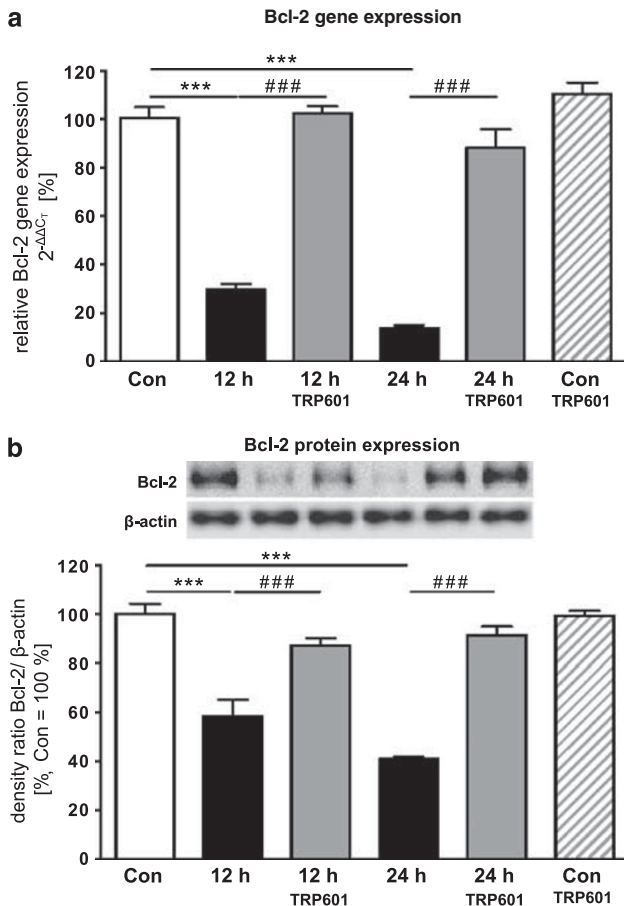 a
Bcl-2 gene expression
***
*** ### ###
relative Bcl-2 gene expression
2-ΔΔCT [%]
120
100
80
60
40
20
0
Con 12 h 12 h 24 h 24 h Con
TRP601 TRP601 TRP601
b
Bcl-2 protein expression
Bcl-2
β-actin
***
*** ### ###
density ratio Bcl-2/ β-actin
[%, Con = 100 %]
120
100
80
60
40
20
0
Con 12 h 12 h 24 h 24 h Con
TRP601 TRP601 TRP601